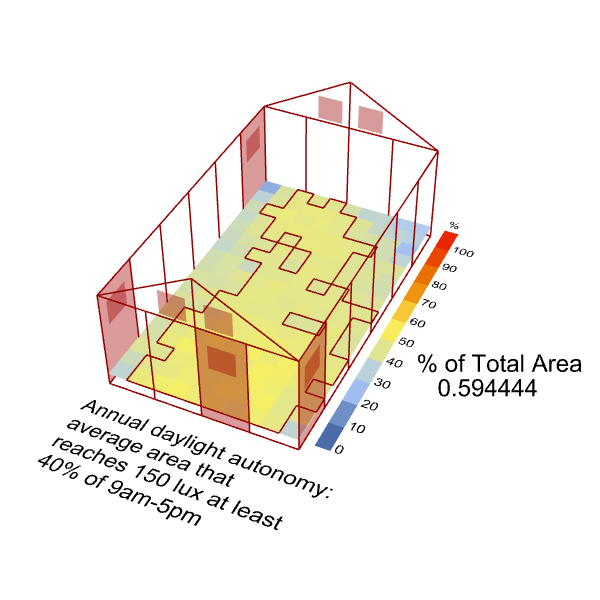 %
100
90
80
70
60
50
40
30
20
10
0
% of Total Area
0.594444
Annual daylight autonomy:
average area that
reaches 150 lux at least
40% of 9am-5pm